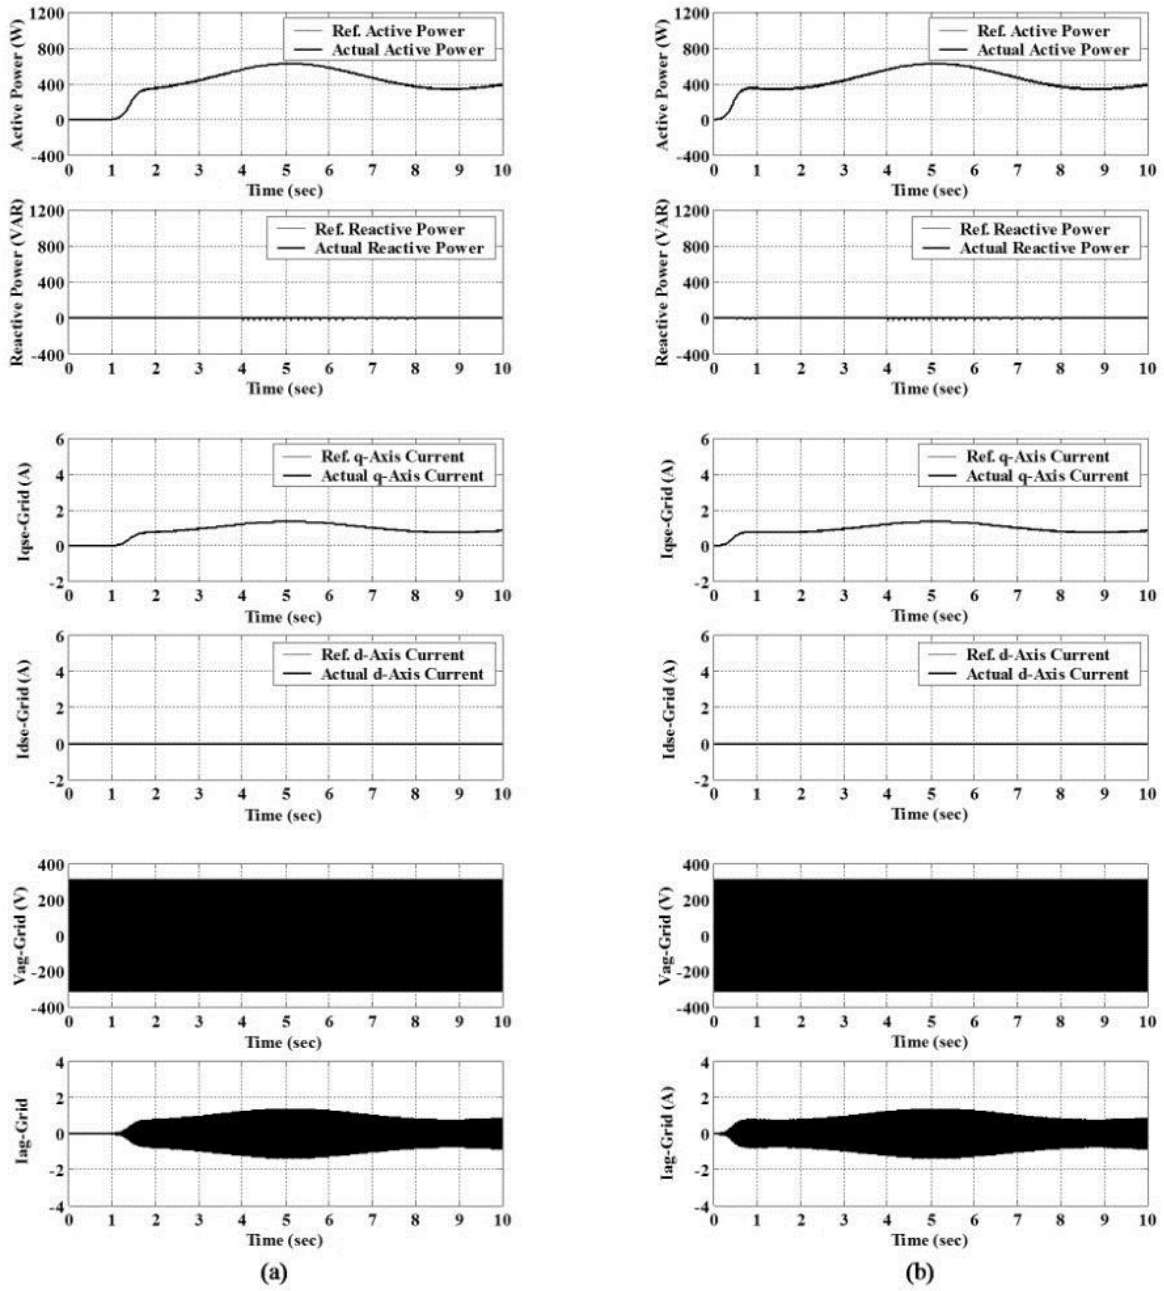 Active Power (W)
1200
800
400
0
-400
Ref. Active Power
Actual Active Power
0 1 2 3 4 5 6 7 8 9 10
Time (sec)
Reactive Power (VAR)
1200
800
400
0
-400
Ref. Reactive Power
Actual Reactive Power
0 1 2 3 4 5 6 7 8 9 10
Time (sec)
Iqse-Grid (A)
6
4
2
0
-2
Ref. q-Axis Current
Actual q-Axis Current
0 1 2 3 4 5 6 7 8 9 10
Time (sec)
Idse-Grid (A)
6
4
2
0
-2
Ref. d-Axis Current
Actual d-Axis Current
0 1 2 3 4 5 6 7 8 9 10
Time (sec)
Vag-Grid (V)
400
200
0
-200
-400
0 1 2 3 4 5 6 7 8 9 10
Time (sec)
Iag-Grid
4
2
0
-2
-4
0 1 2 3 4 5 6 7 8 9 10
Time (sec)
(a)
Active Power (W)
1200
800
400
0
-400
Ref. Active Power
Actual Active Power
0 1 2 3 4 5 6 7 8 9 10
Time (sec)
Reactive Power (VAR)
1200
800
400
0
-400
Ref. Reactive Power
Actual Reactive Power
0 1 2 3 4 5 6 7 8 9 10
Time (sec)
Iqse-Grid (A)
6
4
2
0
-2
Ref. q-Axis Current
Actual q-Axis Current
0 1 2 3 4 5 6 7 8 9 10
Time (sec)
Idse-Grid (A)
6
4
2
0
-2
Ref. d-Axis Current
Actual d-Axis Current
0 1 2 3 4 5 6 7 8 9 10
Time (sec)
Vag-Grid (V)
400
200
0
-200
-400
0 1 2 3 4 5 6 7 8 9 10
Time (sec)
Iag-Grid (A)
4
2
0
-2
-4
0 1 2 3 4 5 6 7 8 9 10
Time (sec)
(b)